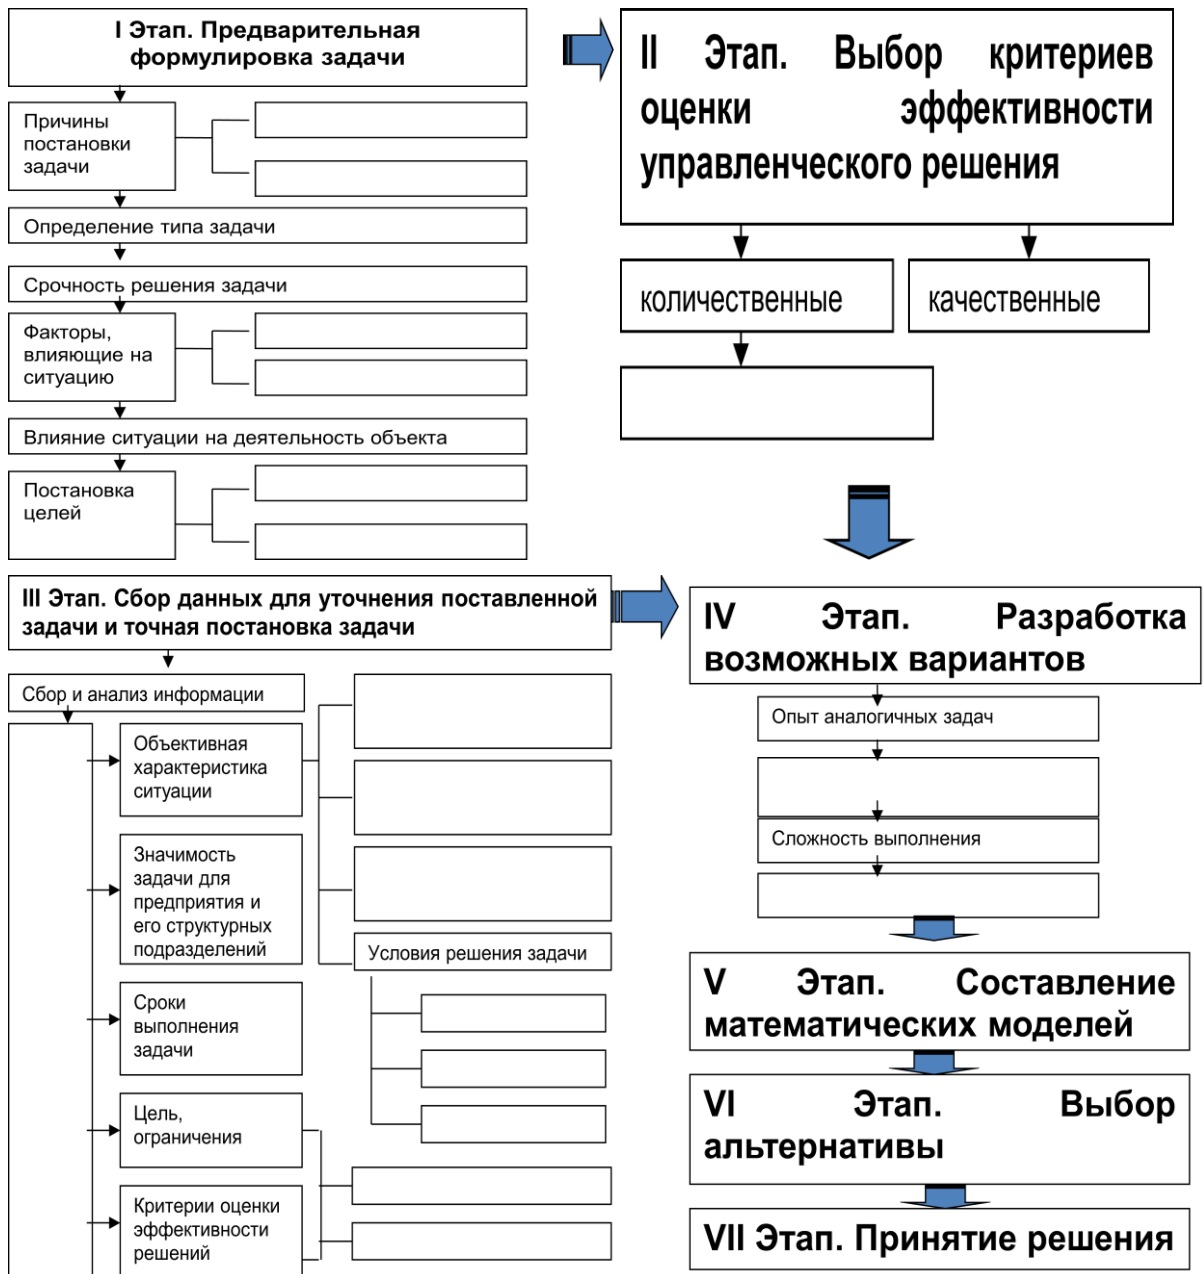 I Этап. Предварительная
формулировка задачи
Причины
постановки
задачи
Определение типа задачи
Срочность решения задачи
Факторы,
влияющие на
ситуацию
Влияние ситуации на деятельность объекта
Постановка
целей
II Этап. Выбор критериев
оценки эффективности
управленческого решения
количественные
качественные
III Этап. Сбор данных для уточнения поставленной
задачи и точная постановка задачи
Сбор и анализ информации
Объективная
характеристика
ситуации
Значимость
задачи для
предприятия и
его структурных
подразделений
Сроки
выполнения
задачи
Цель,
ограничения
Критерии оценки
эффективности
решений
Условия решения задачи
IV Этап. Разработка
возможных вариантов
Опыт аналогичных задач
Сложность выполнения
V Этап. Составление
математических моделей
VI Этап. Выбор
альтернативы
VII Этап. Принятие решения